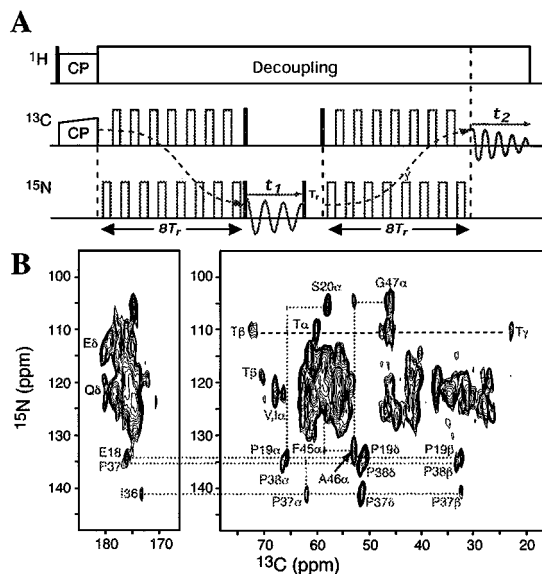 A
1H
CP
Decoupling
13C
CP
t2
15N
t1
Tr
8Tr
8Tr
B
S20α
G47α
100
Tα
Tβ
Tγ
110
Eδ
Tβ
120
Qδ
V,Iα
15N (ppm)
130
E18
P19α
F45α
P19δ
P19β
P37
P38α
A46α
P38δ
P38β
140
I36
P37α
P37δ
P37β
180 170
70 60 50 40 30 20
13C (ppm)